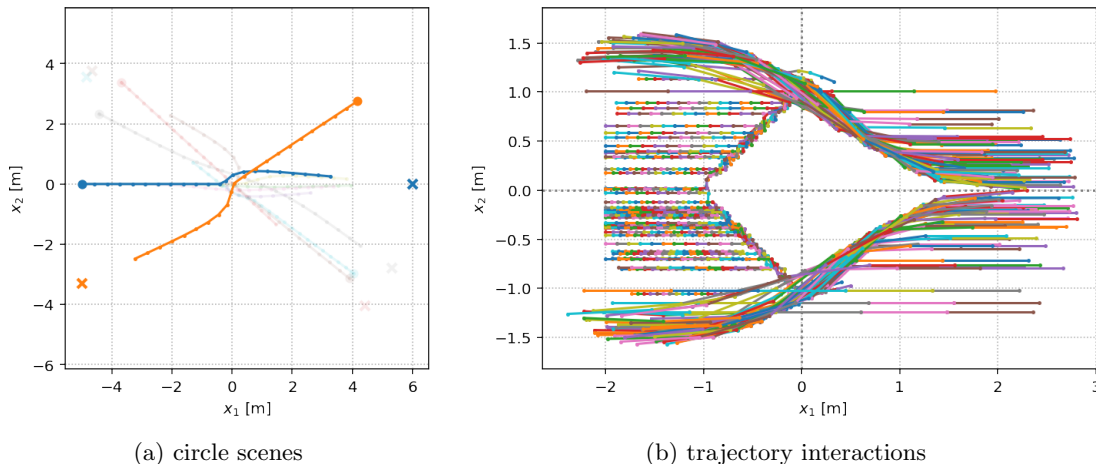 4
2
0
−2
−4
−6
−4 −2 0 2 4 6
x₁ [m]
x₂ [m]
(a) circle scenes
1.5
1.0
0.5
0.0
−0.5
−1.0
−1.5
−2 −1 0 1 2 3
x₁ [m]
x₂ [m]
(b) trajectory interactions